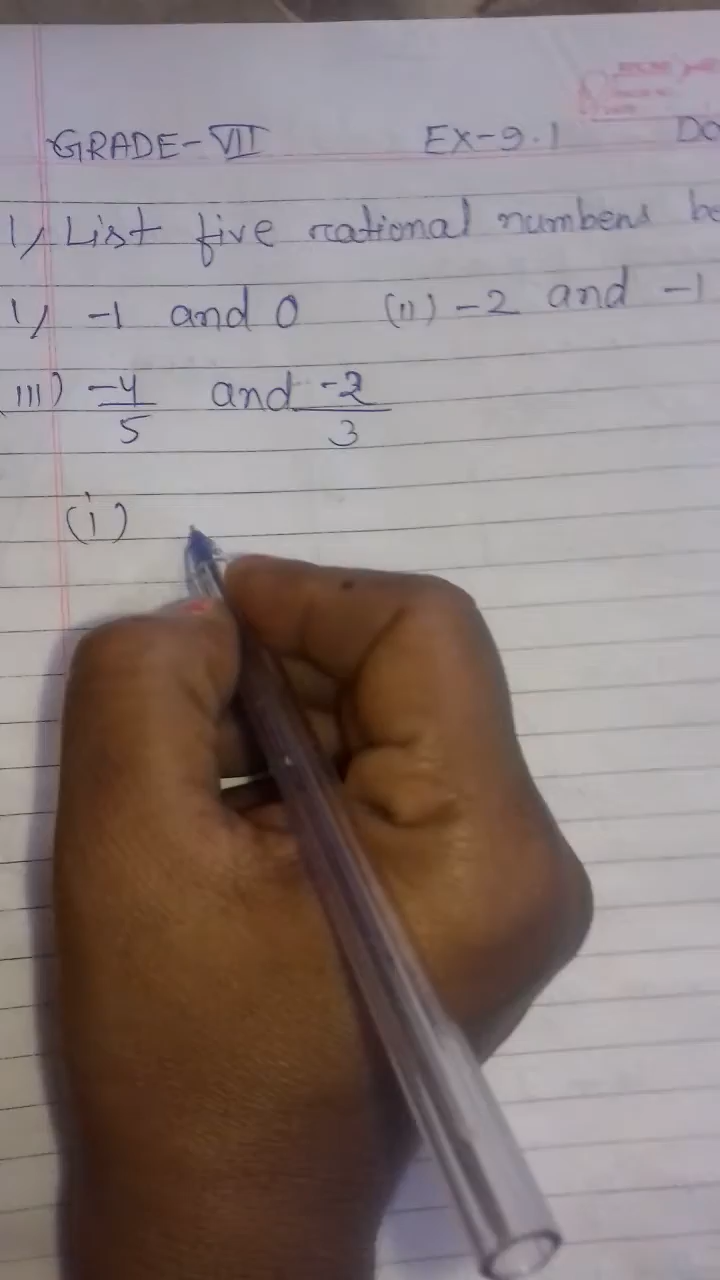 GRADE-VII EX-9.1
1) List five rational numbers be
i) -1 and 0 (ii) -2 and -1
iii) -4/5 and -2/3
(i)